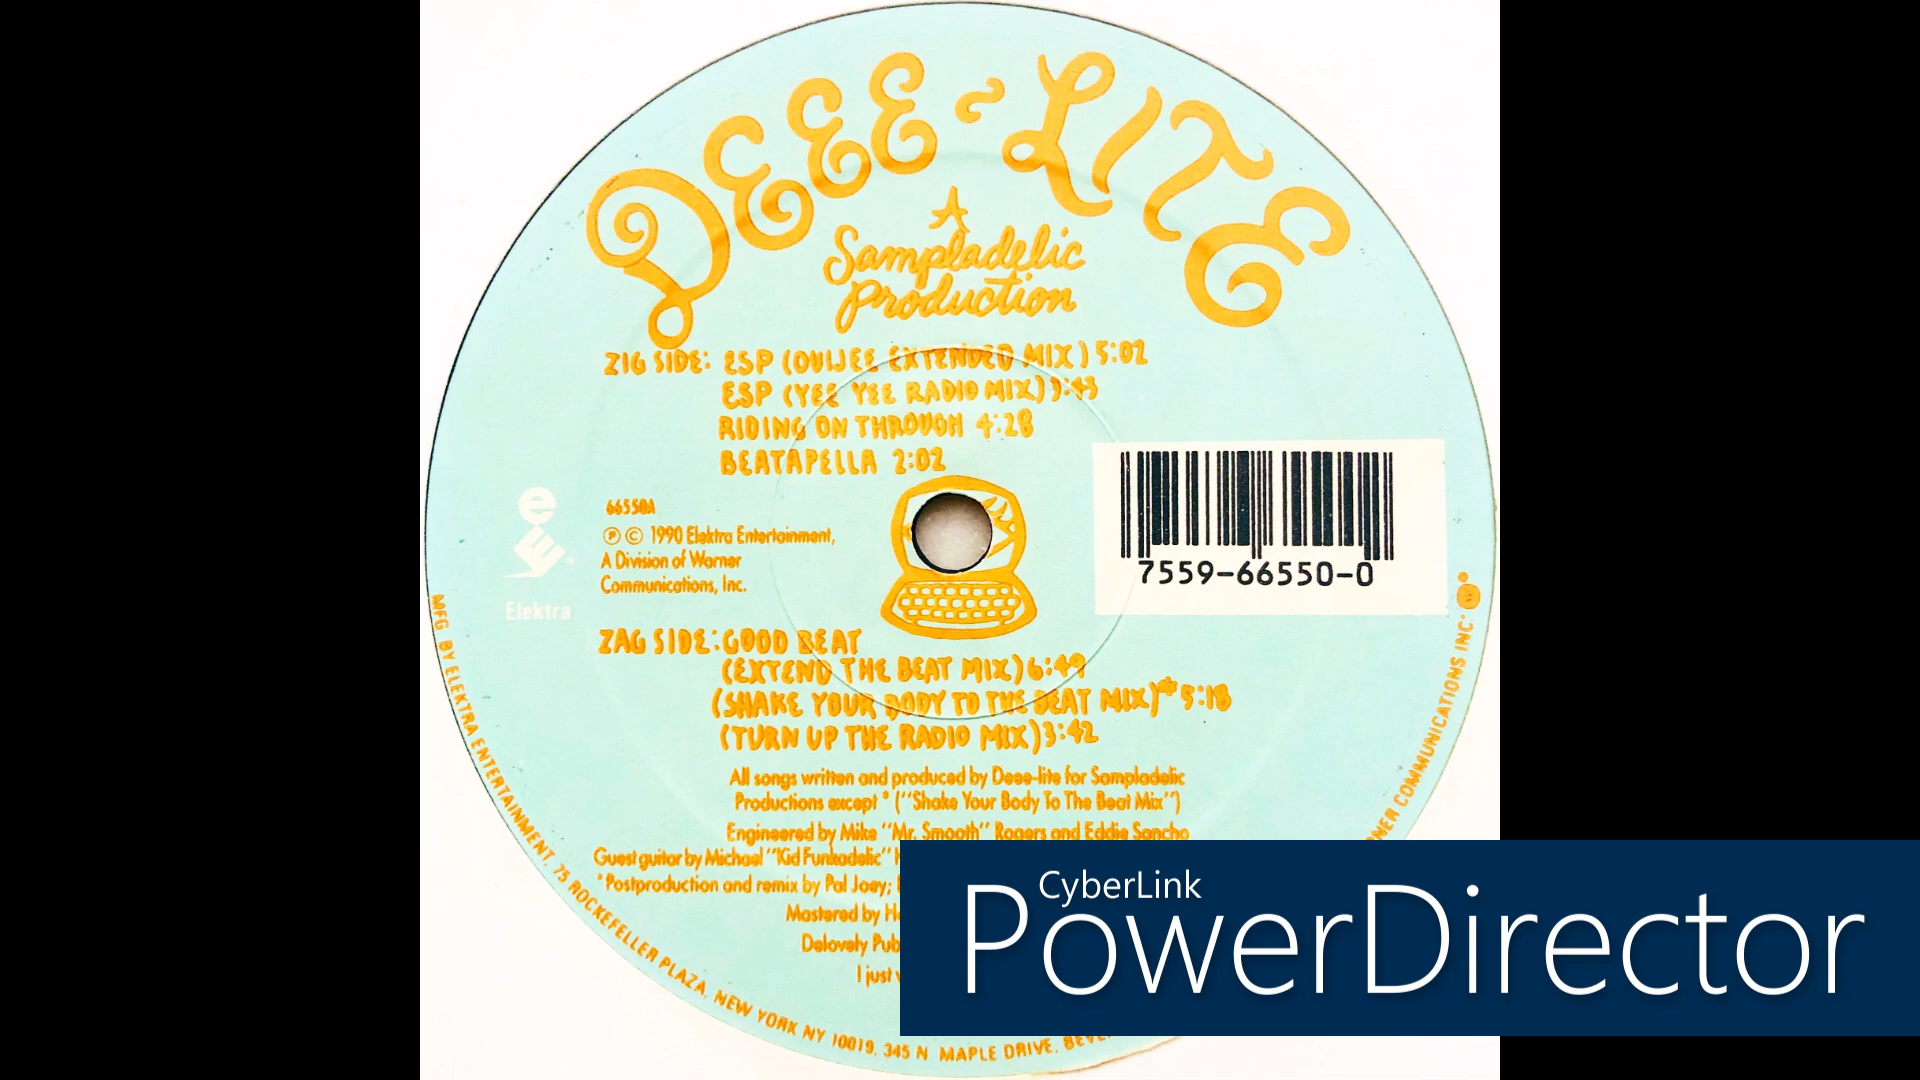 DEEE-LITE
A
Sampladelic
Production
ZIG SIDE: ESP (OUIJEE EXTENDED MIX) 5:02
ESP (YEE YEE RADIO MIX) 3:43
RIDING ON THROUGH 4:28
BEATAPELLA 2:02
66550A
℗ © 1990 Elektra Entertainment,
A Division of Warner
Communications, Inc.
Elektra
7559-66550-0
ZAG SIDE: GOOD BEAT
(EXTEND THE BEAT MIX) 6:49
(SHAKE YOUR BODY TO THE BEAT MIX)* 5:18
(TURN UP THE RADIO MIX) 3:42
All songs written and produced by Deee-lite for Sampladelic
Productions except * ("Shake Your Body To The Beat Mix")
Engineered by Mike "Mr. Smooth" Rogers and Eddie Sancho
Guest guitar by Michael "Kid Funkadelic"
*Postproduction and remix by Pal Joey;
Mastered by
Delovely
I just
MFG BY ELEKTRA ENTERTAINMENT, 75 ROCKEFELLER PLAZA, NEW YORK NY 10019, 345 N. MAPLE DRIVE,
COMMUNICATIONS INC.
CyberLink
PowerDirector